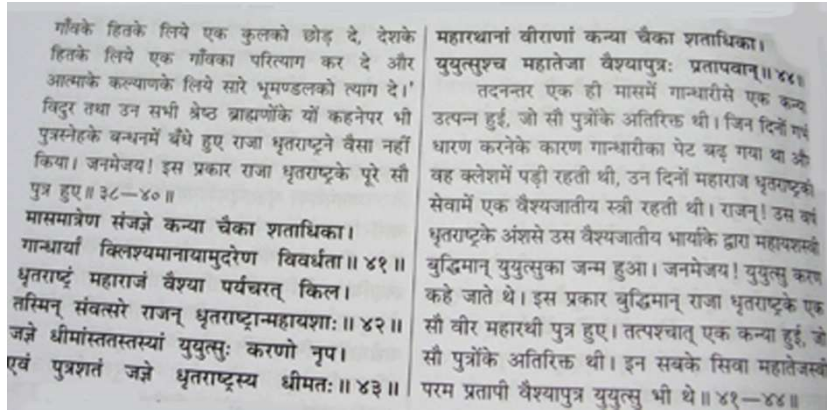 गाँवके हितके लिये एक कुलको छोड़ दे, देशके
हितके लिये एक गाँवका परित्याग कर दे और
आत्माके कल्याणके लिये सारे भूमण्डलको त्याग दे।'
विदुर तथा उन सभी श्रेष्ठ ब्राह्मणोंके यों कहनेपर भी
पुत्रस्नेहके बन्धनमें बँधे हुए राजा धृतराष्ट्रने वैसा नहीं
किया। जनमेजय! इस प्रकार राजा धृतराष्ट्रके पूरे सौ
पुत्र हुए॥ ३८—४०॥
मासमात्रेण संजज्ञे कन्या चैका शताधिका।
गान्धार्यां क्लिश्यमानायामुदरेण विवर्धता॥ ४१॥
धृतराष्ट्रं महाराजं वैश्या पर्यचरत् किल।
तस्मिन् संवत्सरे राजन् धृतराष्ट्रान्महायशाः॥ ४२॥
जज्ञे धीमांस्ततस्तस्यां युयुत्सुः करणो नृप।
एवं पुत्रशतं जज्ञे धृतराष्ट्रस्य धीमतः॥ ४३॥
महारथानां वीराणां कन्या चैका शताधिका।
युयुत्सुश्च महातेजा वैश्यापुत्रः प्रतापवान्॥ ४४॥
तदनन्तर एक ही मासमें गान्धारीसे एक कन्य
उत्पन्न हुई, जो सौ पुत्रोंके अतिरिक्त थी। जिन दिनों गर्भ
धारण करनेके कारण गान्धारीका पेट बढ़ गया था औ
वह क्लेशमें पड़ी रहती थी, उन दिनों महाराज धृतराष्ट्रकी
सेवामें एक वैश्यजातीय स्त्री रहती थी। राजन्! उस वर्ष
धृतराष्ट्रके अंशसे उस वैश्यजातीय भार्याके द्वारा महायशस्वी
बुद्धिमान् युयुत्सुका जन्म हुआ। जनमेजय! युयुत्सु करण
कहे जाते थे। इस प्रकार बुद्धिमान् राजा धृतराष्ट्रके एक
सौ वीर महारथी पुत्र हुए। तत्पश्चात् एक कन्या हुई, जो
सौ पुत्रोंके अतिरिक्त थी। इन सबके सिवा महातेजस्वी
परम प्रतापी वैश्यापुत्र युयुत्सु भी थे॥ ४१—४४॥